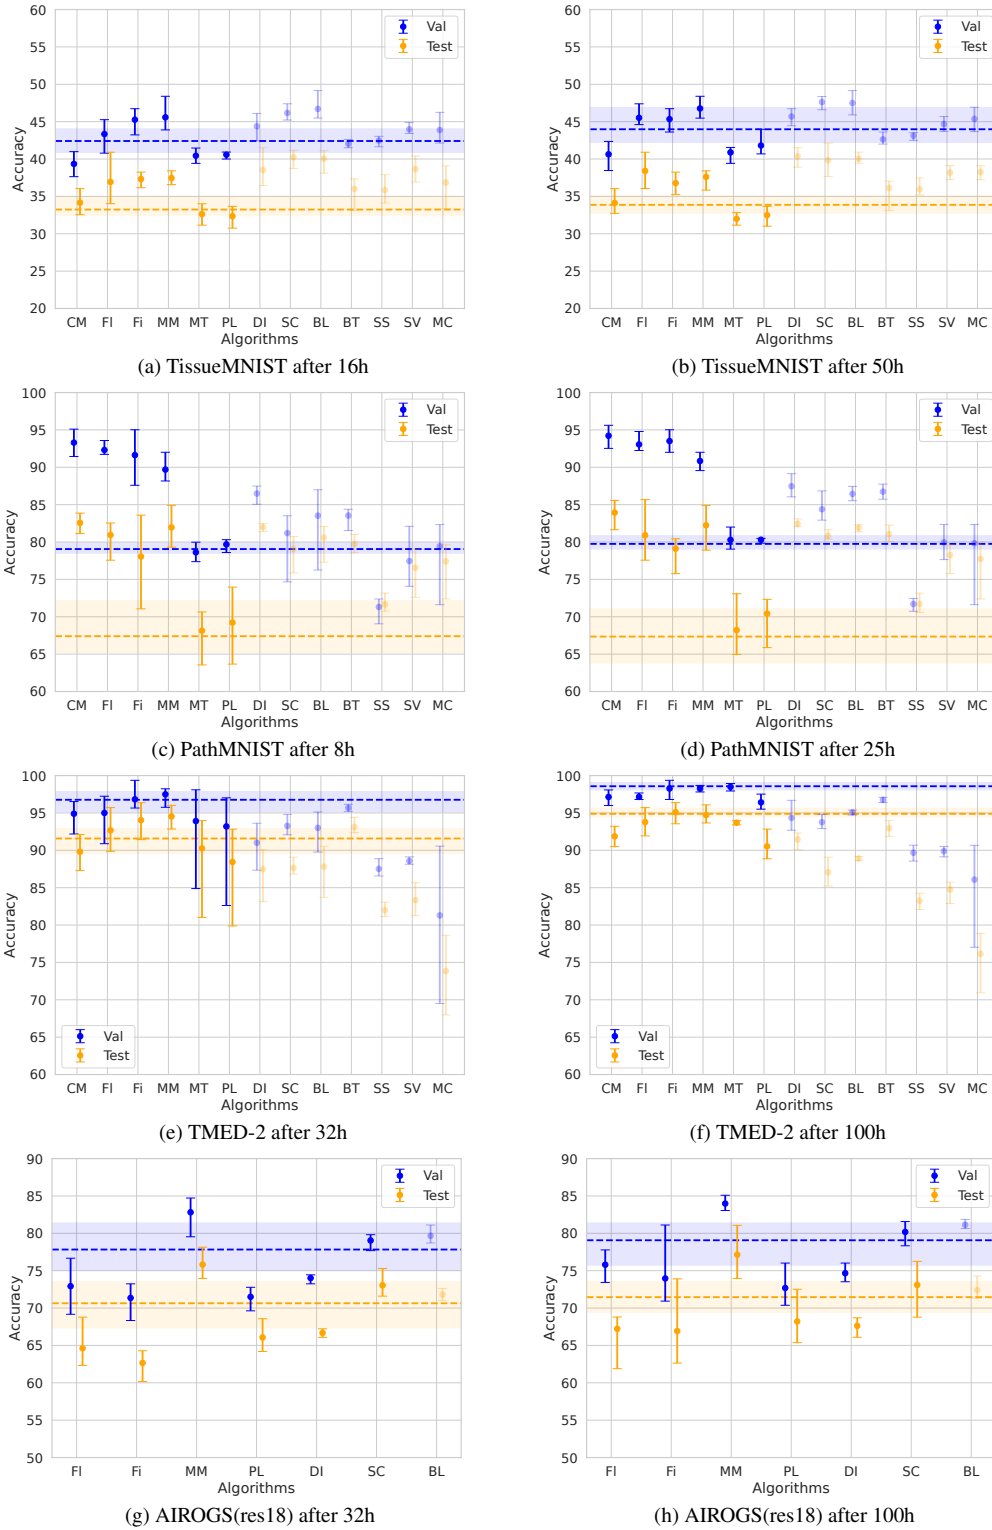 60
55
50
45
40
35
30
25
20
Accuracy
Val
Test
CM Fl Fi MM MT PL DI SC BL BT SS SV MC
Algorithms
(a) TissueMNIST after 16h
60
55
50
45
40
35
30
25
20
Accuracy
Val
Test
CM Fl Fi MM MT PL DI SC BL BT SS SV MC
Algorithms
(b) TissueMNIST after 50h
100
95
90
85
80
75
70
65
60
Accuracy
Val
Test
CM Fl Fi MM MT PL DI SC BL BT SS SV MC
Algorithms
(c) PathMNIST after 8h
100
95
90
85
80
75
70
65
60
Accuracy
Val
Test
CM Fl Fi MM MT PL DI SC BL BT SS SV MC
Algorithms
(d) PathMNIST after 25h
100
95
90
85
80
75
70
65
60
Accuracy
Val
Test
CM Fl Fi MM MT PL DI SC BL BT SS SV MC
Algorithms
(e) TMED-2 after 32h
100
95
90
85
80
75
70
65
60
Accuracy
Val
Test
CM Fl Fi MM MT PL DI SC BL BT SS SV MC
Algorithms
(f) TMED-2 after 100h
90
85
80
75
70
65
60
55
50
Accuracy
Val
Test
Fl Fi MM PL DI SC BL
Algorithms
(g) AIROGS(res18) after 32h
90
85
80
75
70
65
60
55
50
Accuracy
Val
Test
Fl Fi MM PL DI SC BL
Algorithms
(h) AIROGS(res18) after 100h